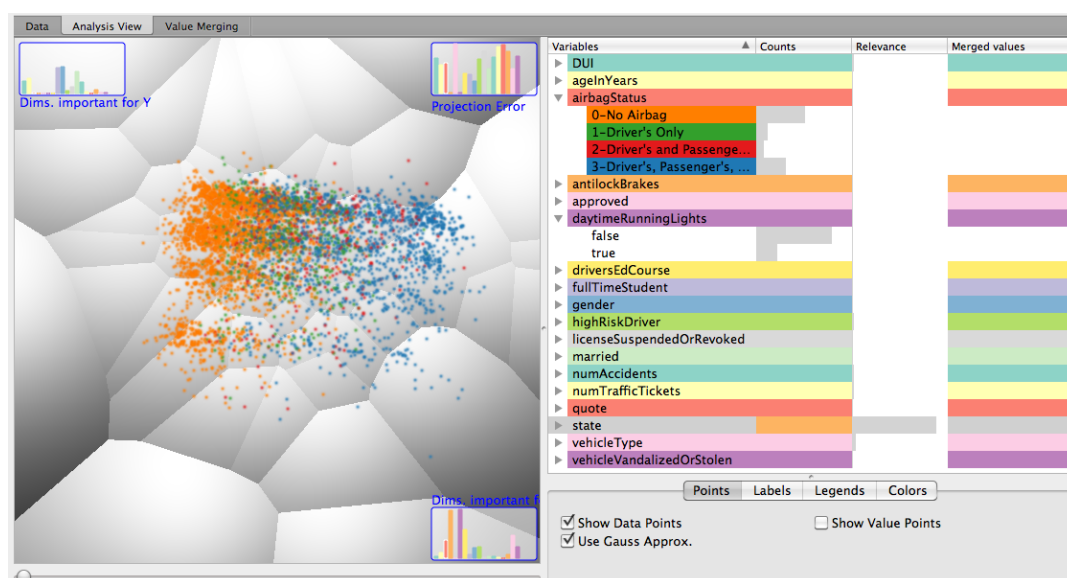 Data Analysis View Value Merging
Dims. important for Y
Projection Error
Dims. important f
Variables Counts Relevance Merged values
DUI
ageInYears
airbagStatus
0-No Airbag
1-Driver's Only
2-Driver's and Passenge...
3-Driver's, Passenger's, ...
antilockBrakes
approved
daytimeRunningLights
false
true
driversEdCourse
fullTimeStudent
gender
highRiskDriver
licenseSuspendedOrRevoked
married
numAccidents
numTrafficTickets
quote
state
vehicleType
vehicleVandalizedOrStolen
Points Labels Legends Colors
Show Data Points Show Value Points
Use Gauss Approx.